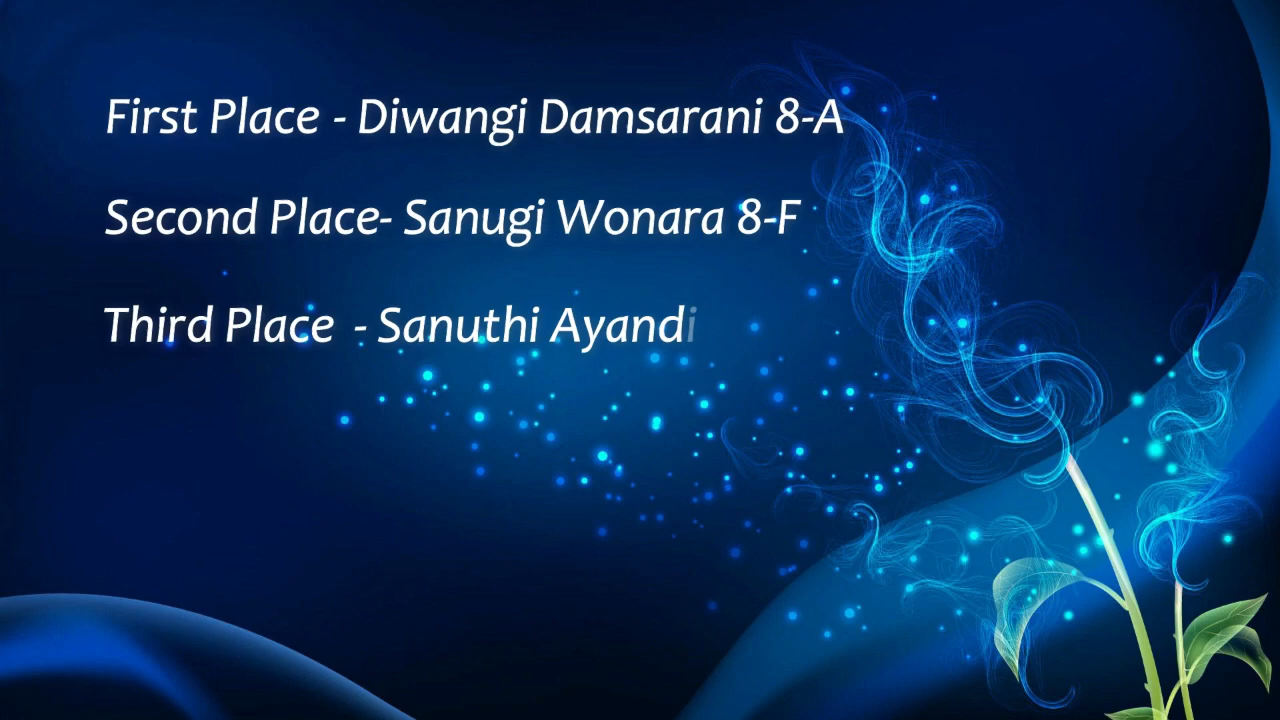 First Place - Diwangi Damsarani 8-A
Second Place- Sanugi Wonara 8-F
Third Place - Sanuthi Ayandi